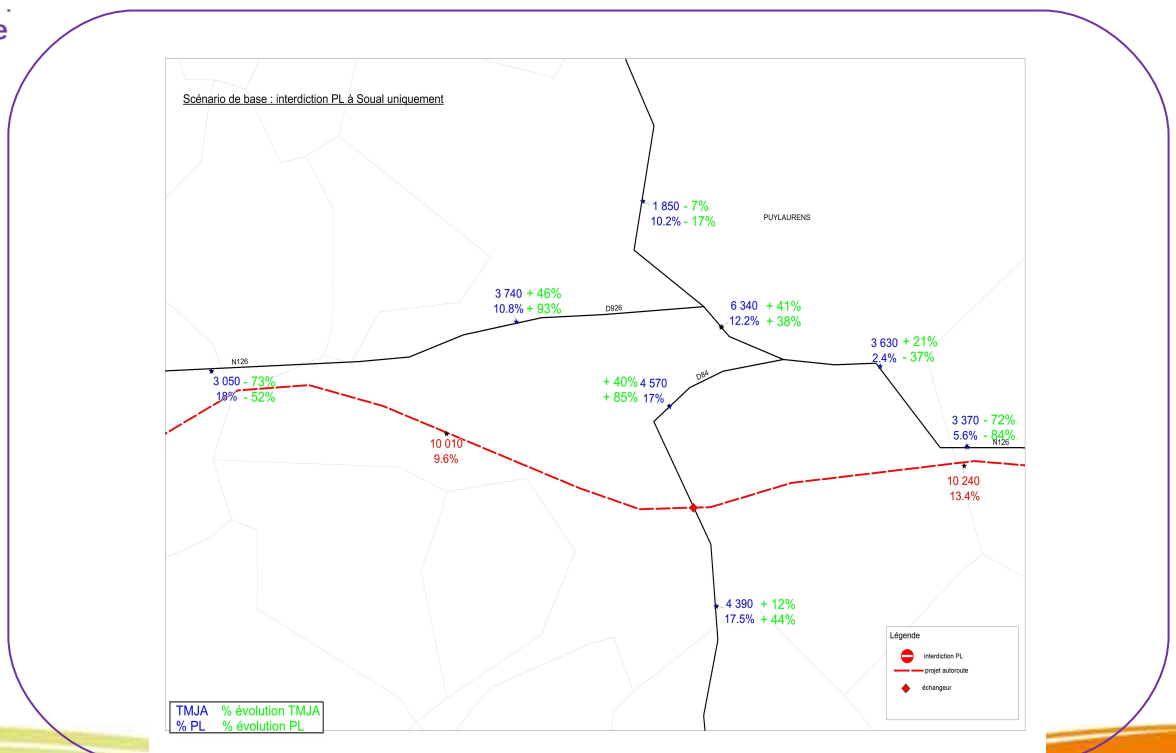 e
Scénario de base : interdiction PL à Soual uniquement
1 850 - 7%
10.2% - 17%
PUYLAURENS
3 740 + 46%
10.8% + 93%
D926
6 340 + 41%
12.2% + 38%
N126
3 050 - 73%
18% - 52%
3 630 + 21%
2.4% - 37%
D84
+ 40% 4 570
+ 85% 17%
3 370 - 72%
5.6% - 84%
N126
10 010
9.6%
10 240
13.4%
4 390 + 12%
17.5% + 44%
Légende
interdiction PL
projet autoroute
échangeur
TMJA % évolution TMJA
% PL % évolution PL